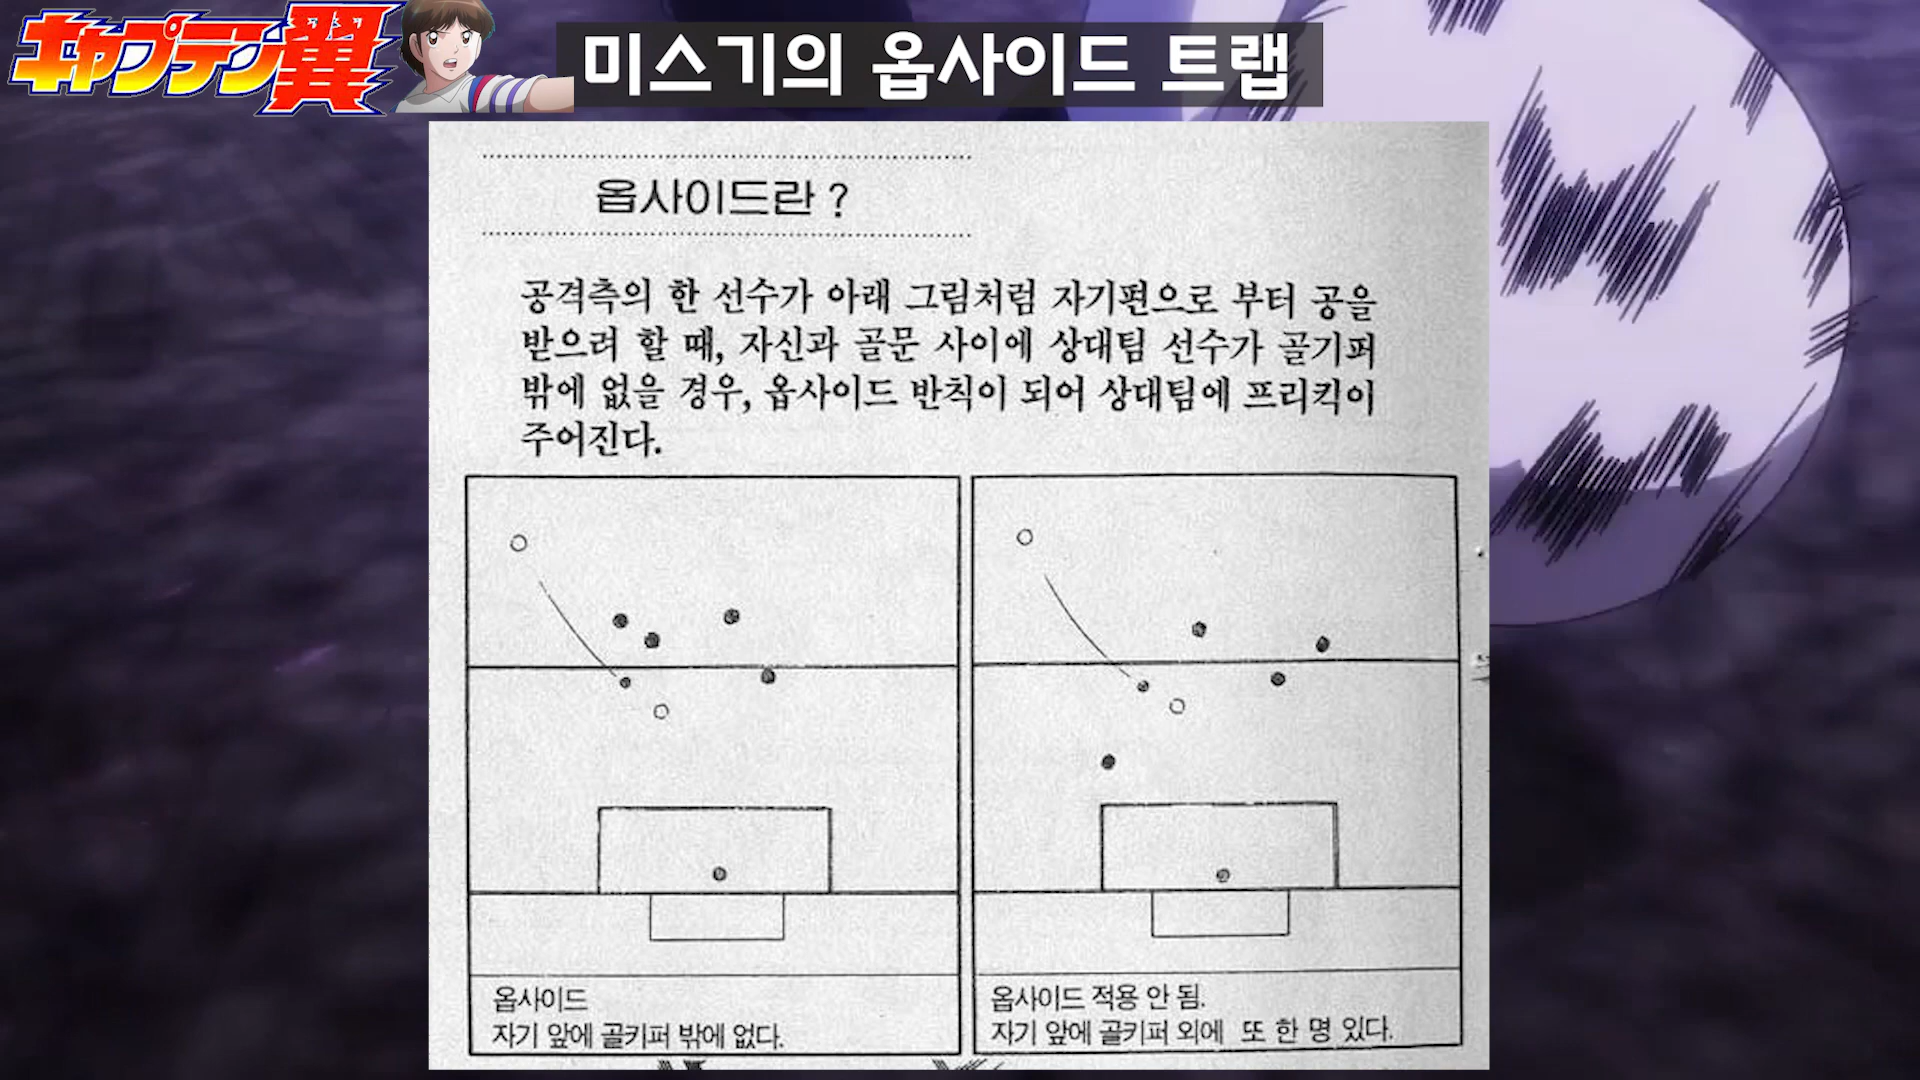 キャプテン翼
미스기의 옵사이드 트랩
옵사이드란 ?
공격측의 한 선수가 아래 그림처럼 자기편으로 부터 공을
받으려 할 때, 자신과 골문 사이에 상대팀 선수가 골기퍼
밖에 없을 경우, 옵사이드 반칙이 되어 상대팀에 프리킥이
주어진다.
옵사이드
자기 앞에 골키퍼 밖에 없다.
옵사이드 적용 안 됨.
자기 앞에 골키퍼 외에 또 한 명 있다.